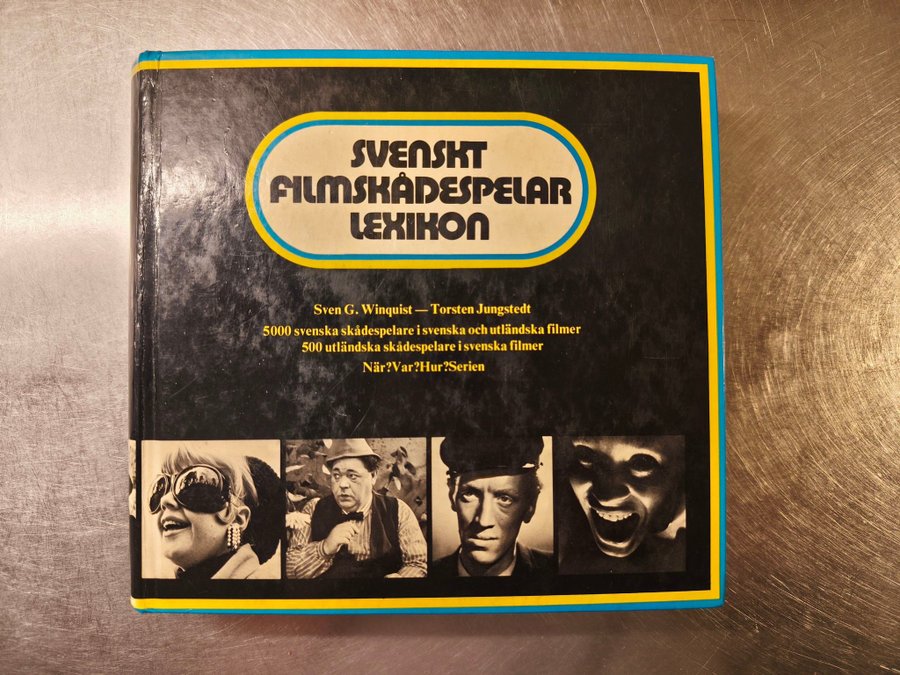 SVENSKT
FILMSKÅDESPELAR
LEXIKON
Sven G. Winquist — Torsten Jungstedt
5000 svenska skådespelare i svenska och utländska filmer
500 utländska skådespelare i svenska filmer
När?Var?Hur?Serien